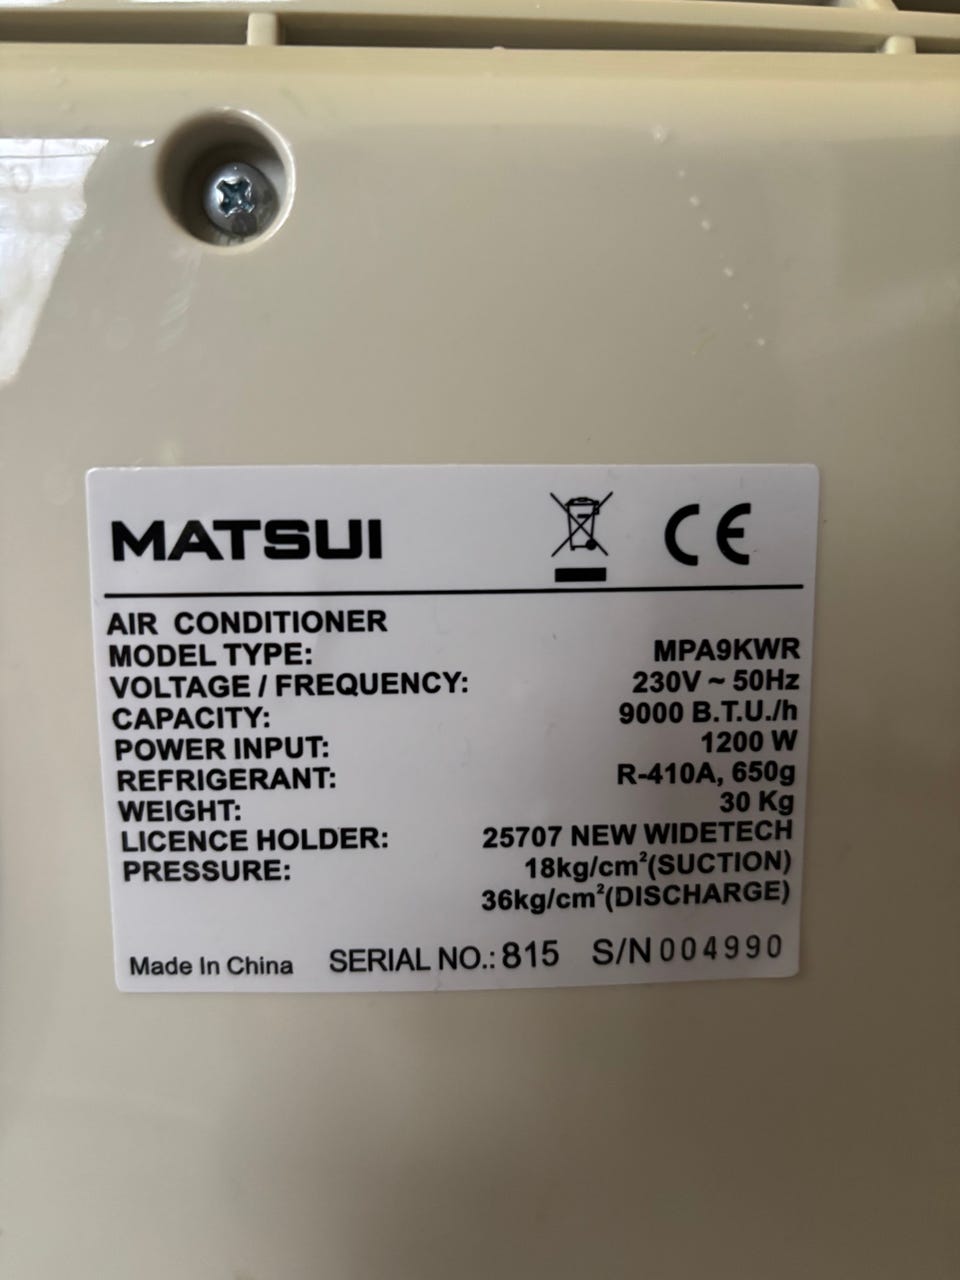 MATSUI CE
AIR CONDITIONER
MODEL TYPE: MPA9KWR
VOLTAGE / FREQUENCY: 230V ~ 50Hz
CAPACITY: 9000 B.T.U./h
POWER INPUT: 1200 W
REFRIGERANT: R-410A, 650g
WEIGHT: 30 Kg
LICENCE HOLDER: 25707 NEW WIDETECH
PRESSURE: 18kg/cm²(SUCTION)
36kg/cm²(DISCHARGE)
Made In China SERIAL NO.: 815 S/N 004990